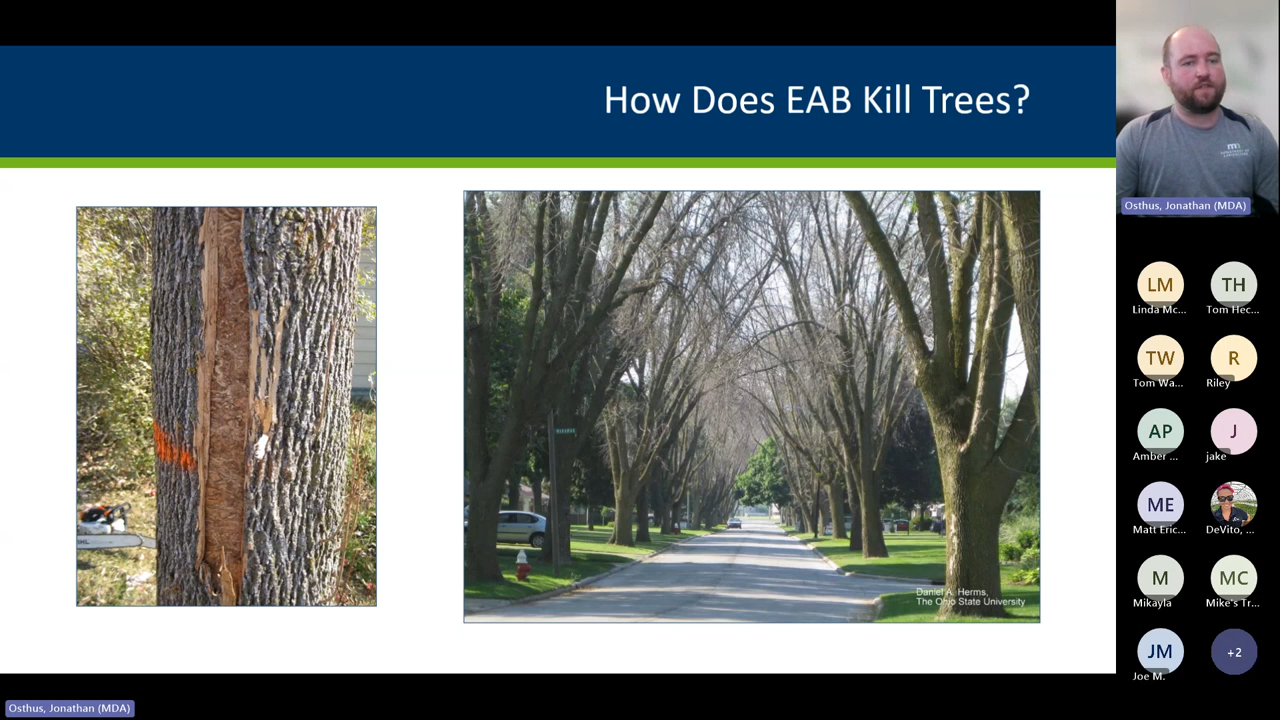 How Does EAB Kill Trees?
Daniel A. Herms,
The Ohio State University
Osthus, Jonathan (MDA)
LM
Linda Mc...
TH
Tom Hec...
TW
Tom Wa...
R
Riley
AP
Amber ...
J
jake
ME
Matt Eric...
DeVito, ...
M
Mikayla
MC
Mike's Tr...
JM
Joe M.
+2
Osthus, Jonathan (MDA)